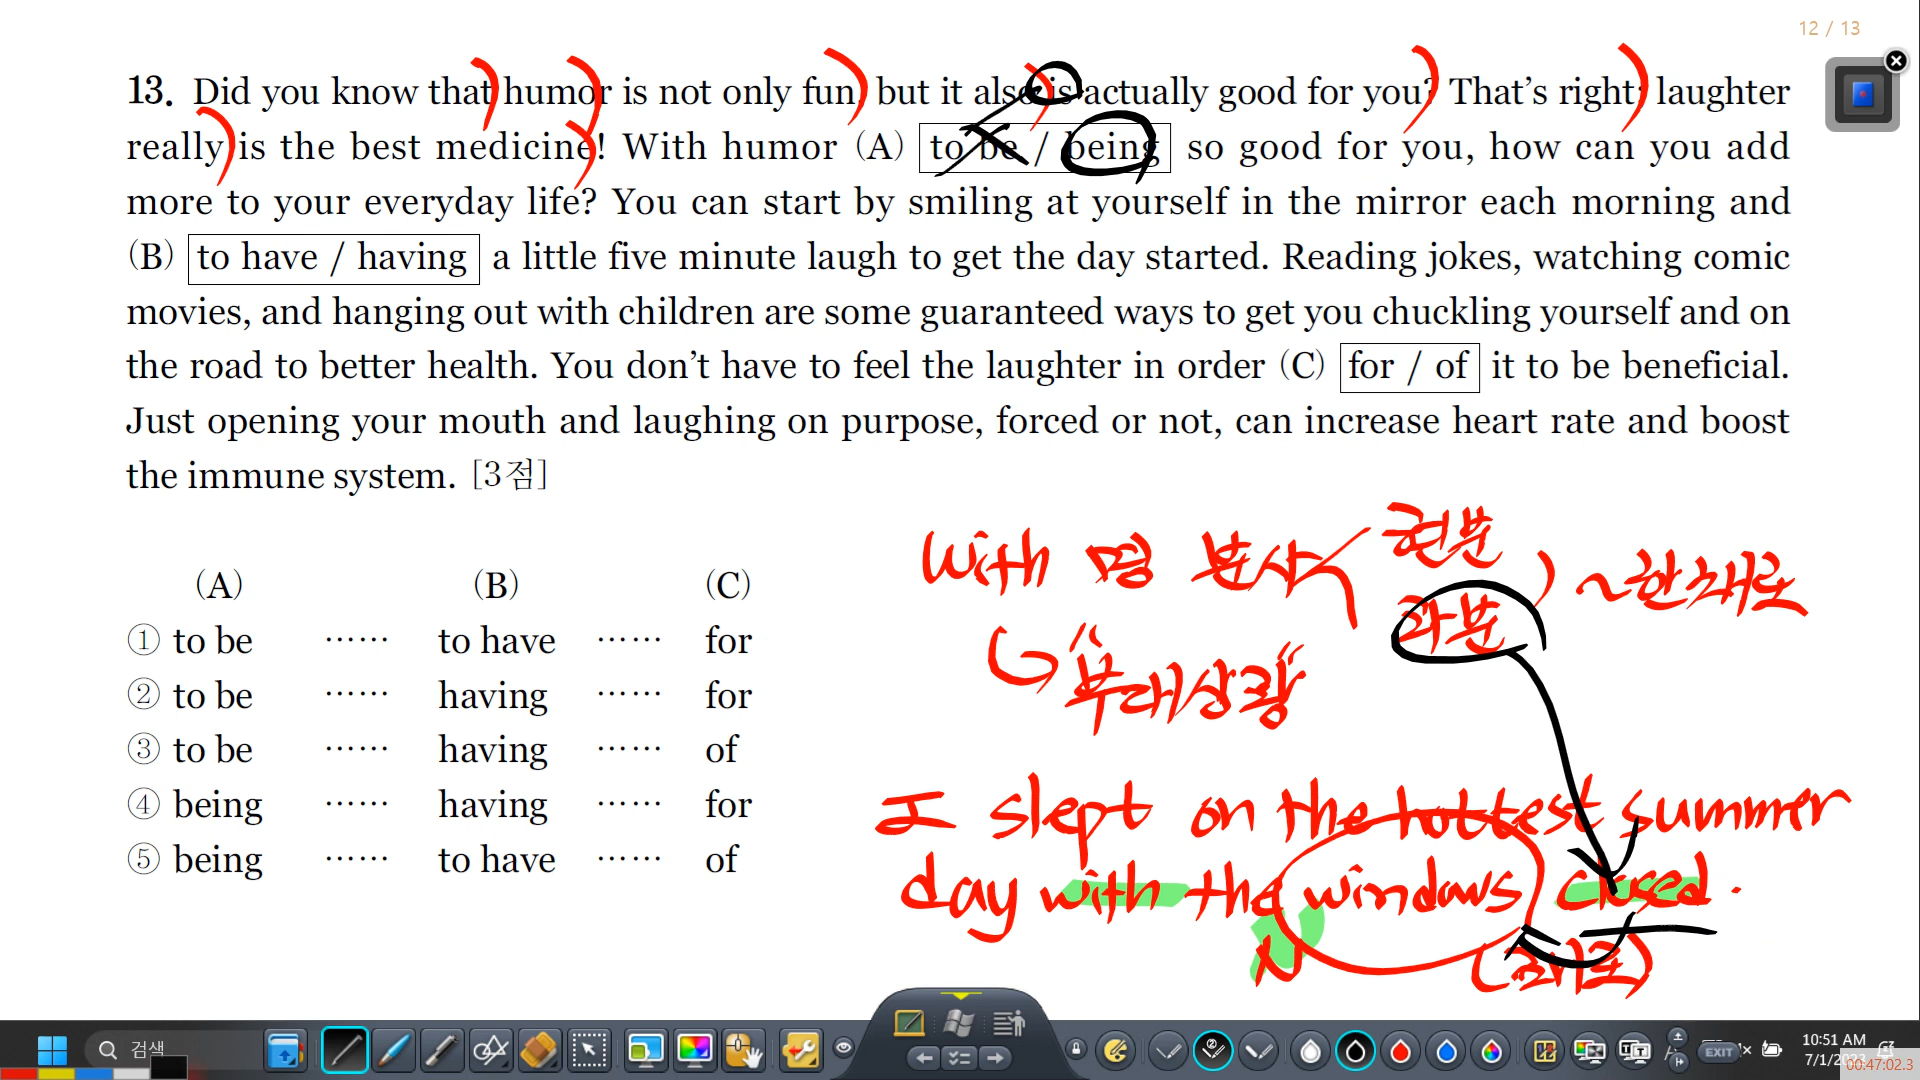 12 / 13
13. Did you know that humor is not only fun, but it also is actually good for you? That's right; laughter
really is the best medicine! With humor (A) to be / being so good for you, how can you add
more to your everyday life? You can start by smiling at yourself in the mirror each morning and
(B) to have / having a little five minute laugh to get the day started. Reading jokes, watching comic
movies, and hanging out with children are some guaranteed ways to get you chuckling yourself and on
the road to better health. You don't have to feel the laughter in order (C) for / of it to be beneficial.
Just opening your mouth and laughing on purpose, forced or not, can increase heart rate and boost
the immune system. [3점]
(A) (B) (C)
① to be …… to have …… for
② to be …… having …… for
③ to be …… having …… of
④ being …… having …… for
⑤ being …… to have …… of
With 명 분사 현분
과분 ) ~한채로
"부대상황"
I slept on the hottest summer
day with the windows closed.
N
검색
EXIT
10:51 AM
00:47:02.3